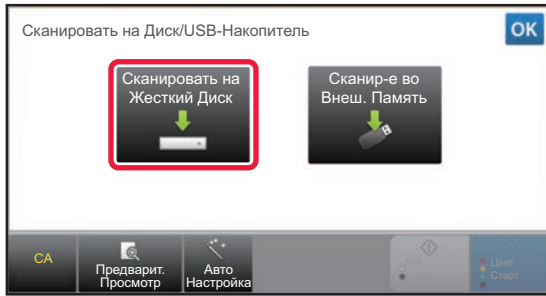 Сканировать на Диск/USB-Накопитель
OK
Сканировать на
Жесткий Диск
Сканир-е во
Внеш. Память
CA
Предварит.
Просмотр
Авто
Настройка
Ч/Б
Цвет
Старт